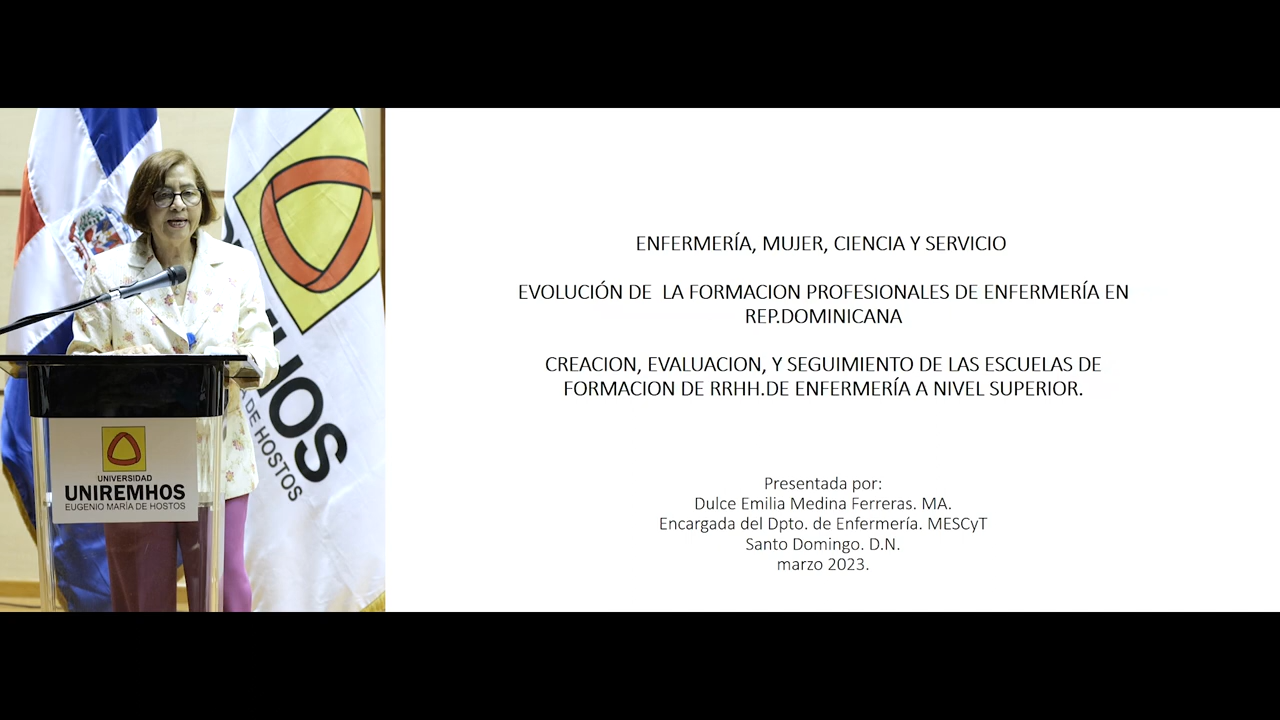 HOS
A DE HOSTOS
UNIVERSIDAD
UNIREMHOS
EUGENIO MARÍA DE HOSTOS
ENFERMERÍA, MUJER, CIENCIA Y SERVICIO
EVOLUCIÓN DE LA FORMACION PROFESIONALES DE ENFERMERÍA EN
REP.DOMINICANA
CREACION, EVALUACION, Y SEGUIMIENTO DE LAS ESCUELAS DE
FORMACION DE RRHH.DE ENFERMERÍA A NIVEL SUPERIOR.
Presentada por:
Dulce Emilia Medina Ferreras. MA.
Encargada del Dpto. de Enfermería. MESCyT
Santo Domingo. D.N.
marzo 2023.